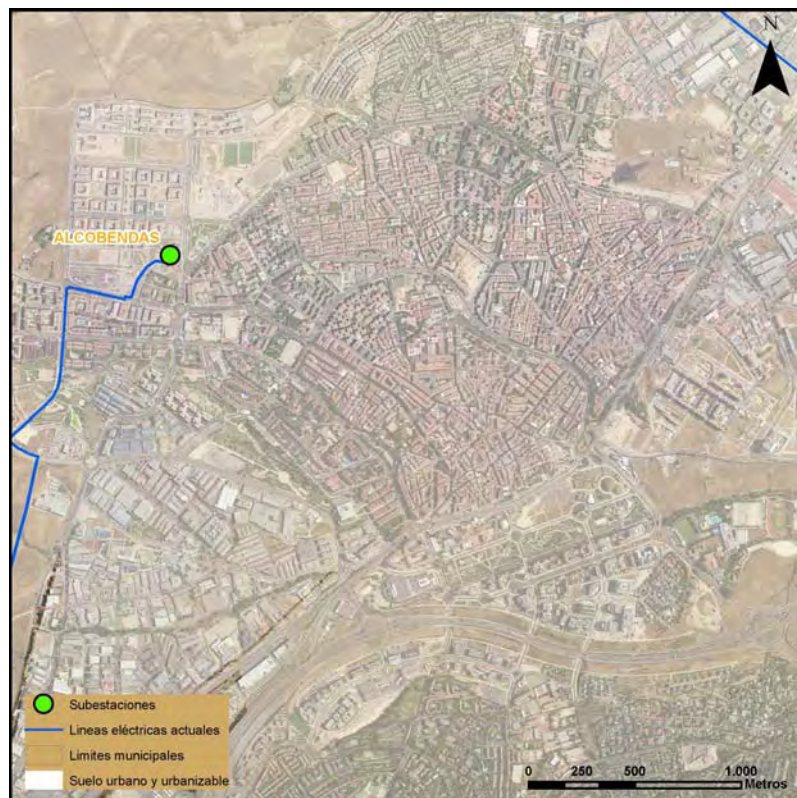 N
ALCOBENDAS
Subestaciones
Lineas eléctricas actuales
Limites municipales
Suelo urbano y urbanizable
0 250 500 1.000
Metros